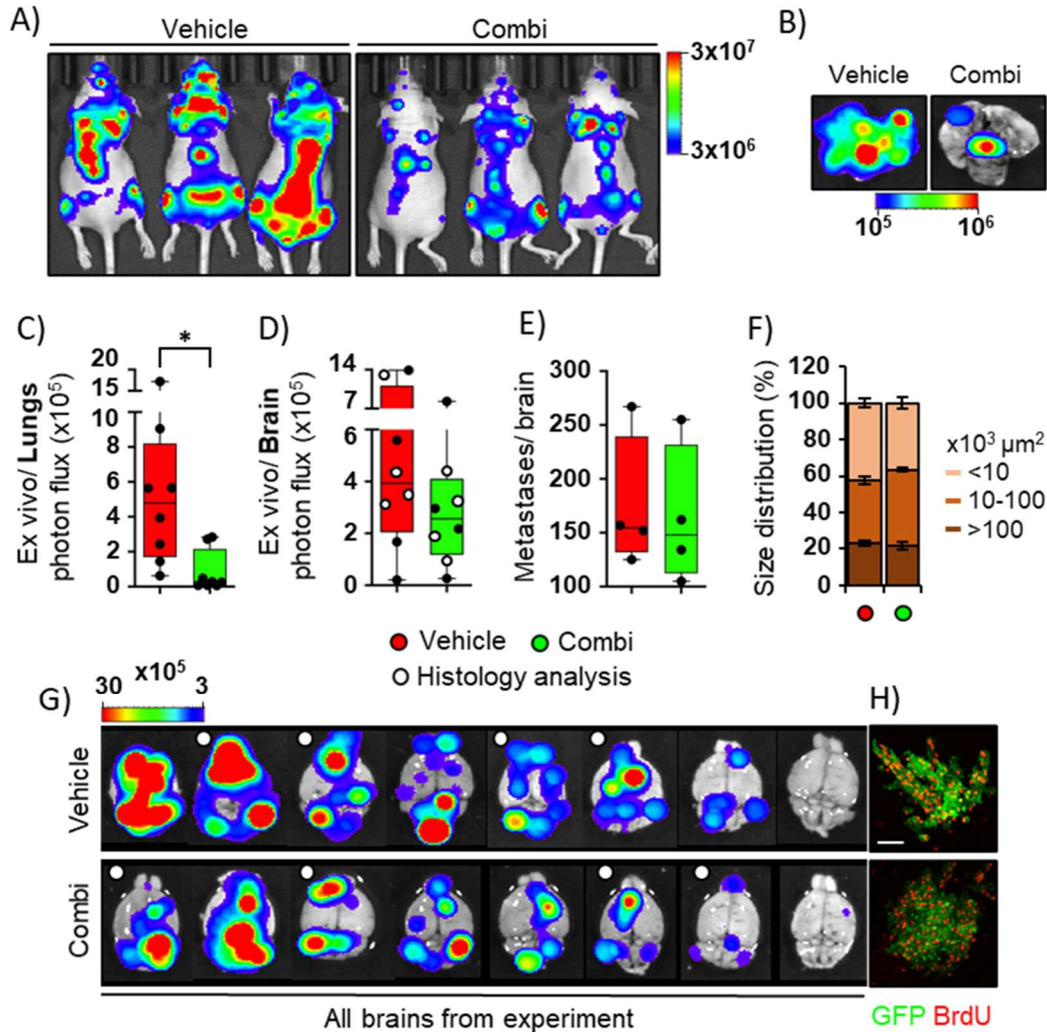 A)
Vehicle
Combi
3x10⁷
3x10⁶
B)
Vehicle
Combi
10⁵
10⁶
C)
Ex vivo/ Lungs
photon flux (x10⁵)
20
15
10
8
6
4
2
0
*
D)
Ex vivo/ Brain
photon flux (x10⁵)
14
7
6
4
2
0
E)
Metastases/ brain
300
250
200
150
100
F)
Size distribution (%)
120
100
80
60
40
20
0
x10³ µm²
<10
10-100
>100
Vehicle
Combi
Histology analysis
G)
x10⁵
30
3
Vehicle
Combi
All brains from experiment
H)
GFP BrdU